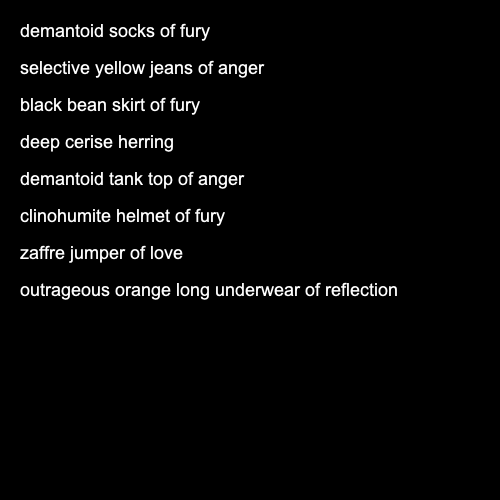 demantoid socks of fury
selective yellow jeans of anger
black bean skirt of fury
deep cerise herring
demantoid tank top of anger
clinohumite helmet of fury
zaffre jumper of love
outrageous orange long underwear of reflection